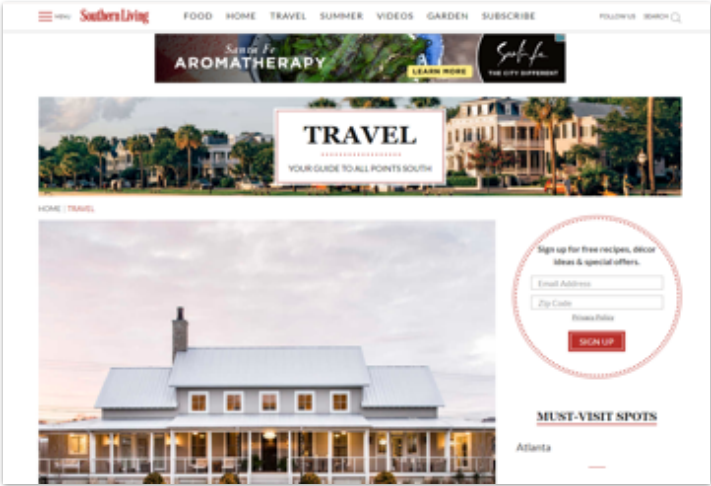 MENU Southern Living FOOD HOME TRAVEL SUMMER VIDEOS GARDEN SUBSCRIBE FOLLOW US SEARCH
Santa Fe
AROMATHERAPY
LEARN MORE
Santa Fe
THE CITY DIFFERENT
TRAVEL
YOUR GUIDE TO ALL POINTS SOUTH
HOME | TRAVEL
Sign up for free recipes, décor
ideas & special offers.
Email Address
Zip Code
Privacy Policy
SIGN UP
MUST-VISIT SPOTS
Atlanta